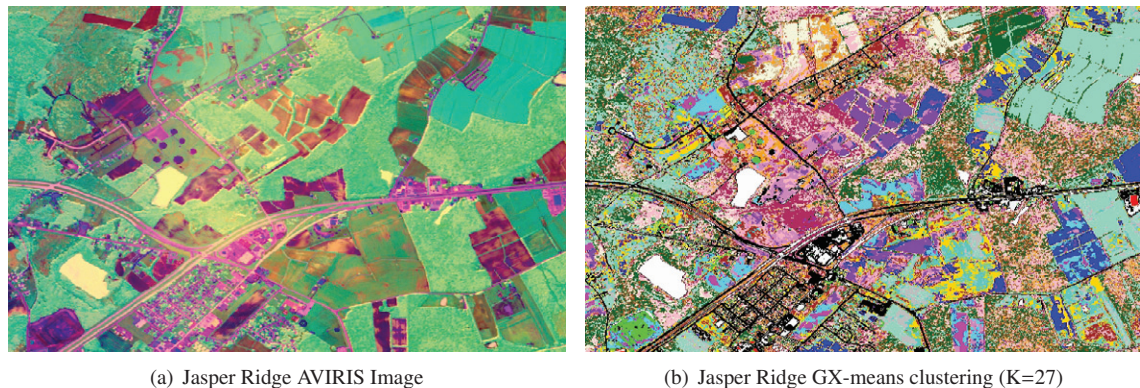 (a) Jasper Ridge AVIRIS Image
(b) Jasper Ridge GX-means clustering (K=27)